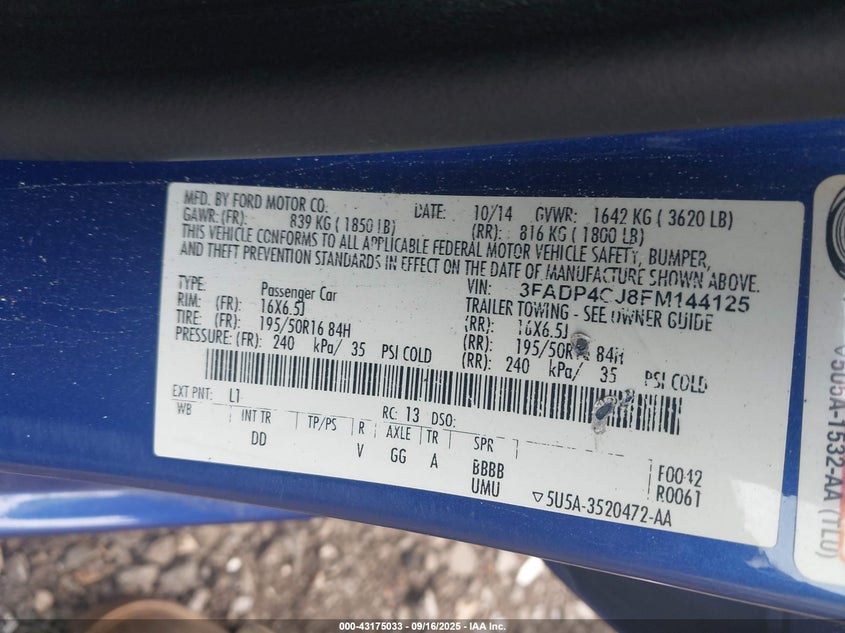 MFD. BY FORD MOTOR CO. DATE: 10/14 GVWR: 1642 KG ( 3620 LB)
GAWR: (FR): 839 KG ( 1850 LB) (RR): 816 KG ( 1800 LB)
THIS VEHICLE CONFORMS TO ALL APPLICABLE FEDERAL MOTOR VEHICLE SAFETY, BUMPER,
AND THEFT PREVENTION STANDARDS IN EFFECT ON THE DATE OF MANUFACTURE SHOWN ABOVE.
VIN: 3FADP4CJ8FM144125
TYPE: Passenger Car TRAILER TOWING - SEE OWNER GUIDE
RIM: (FR): 16X6.5J (RR): 16X6.5J
TIRE: (FR): 195/50R16 84H (RR): 195/50R16 84H
PRESSURE: (FR): 240 kPa/ 35 PSI COLD (RR): 240 kPa/ 35 PSI COLD
EXT PNT: L1 RC: 13 DSO:
WB INT TR TP/PS R AXLE TR SPR
DD V GG A BBBB
UMU
F0042
R0061
5U5A-3520472-AA
5U5A-1532-AA (TLO)
000-43175033 - 09/16/2025 - IAA Inc.